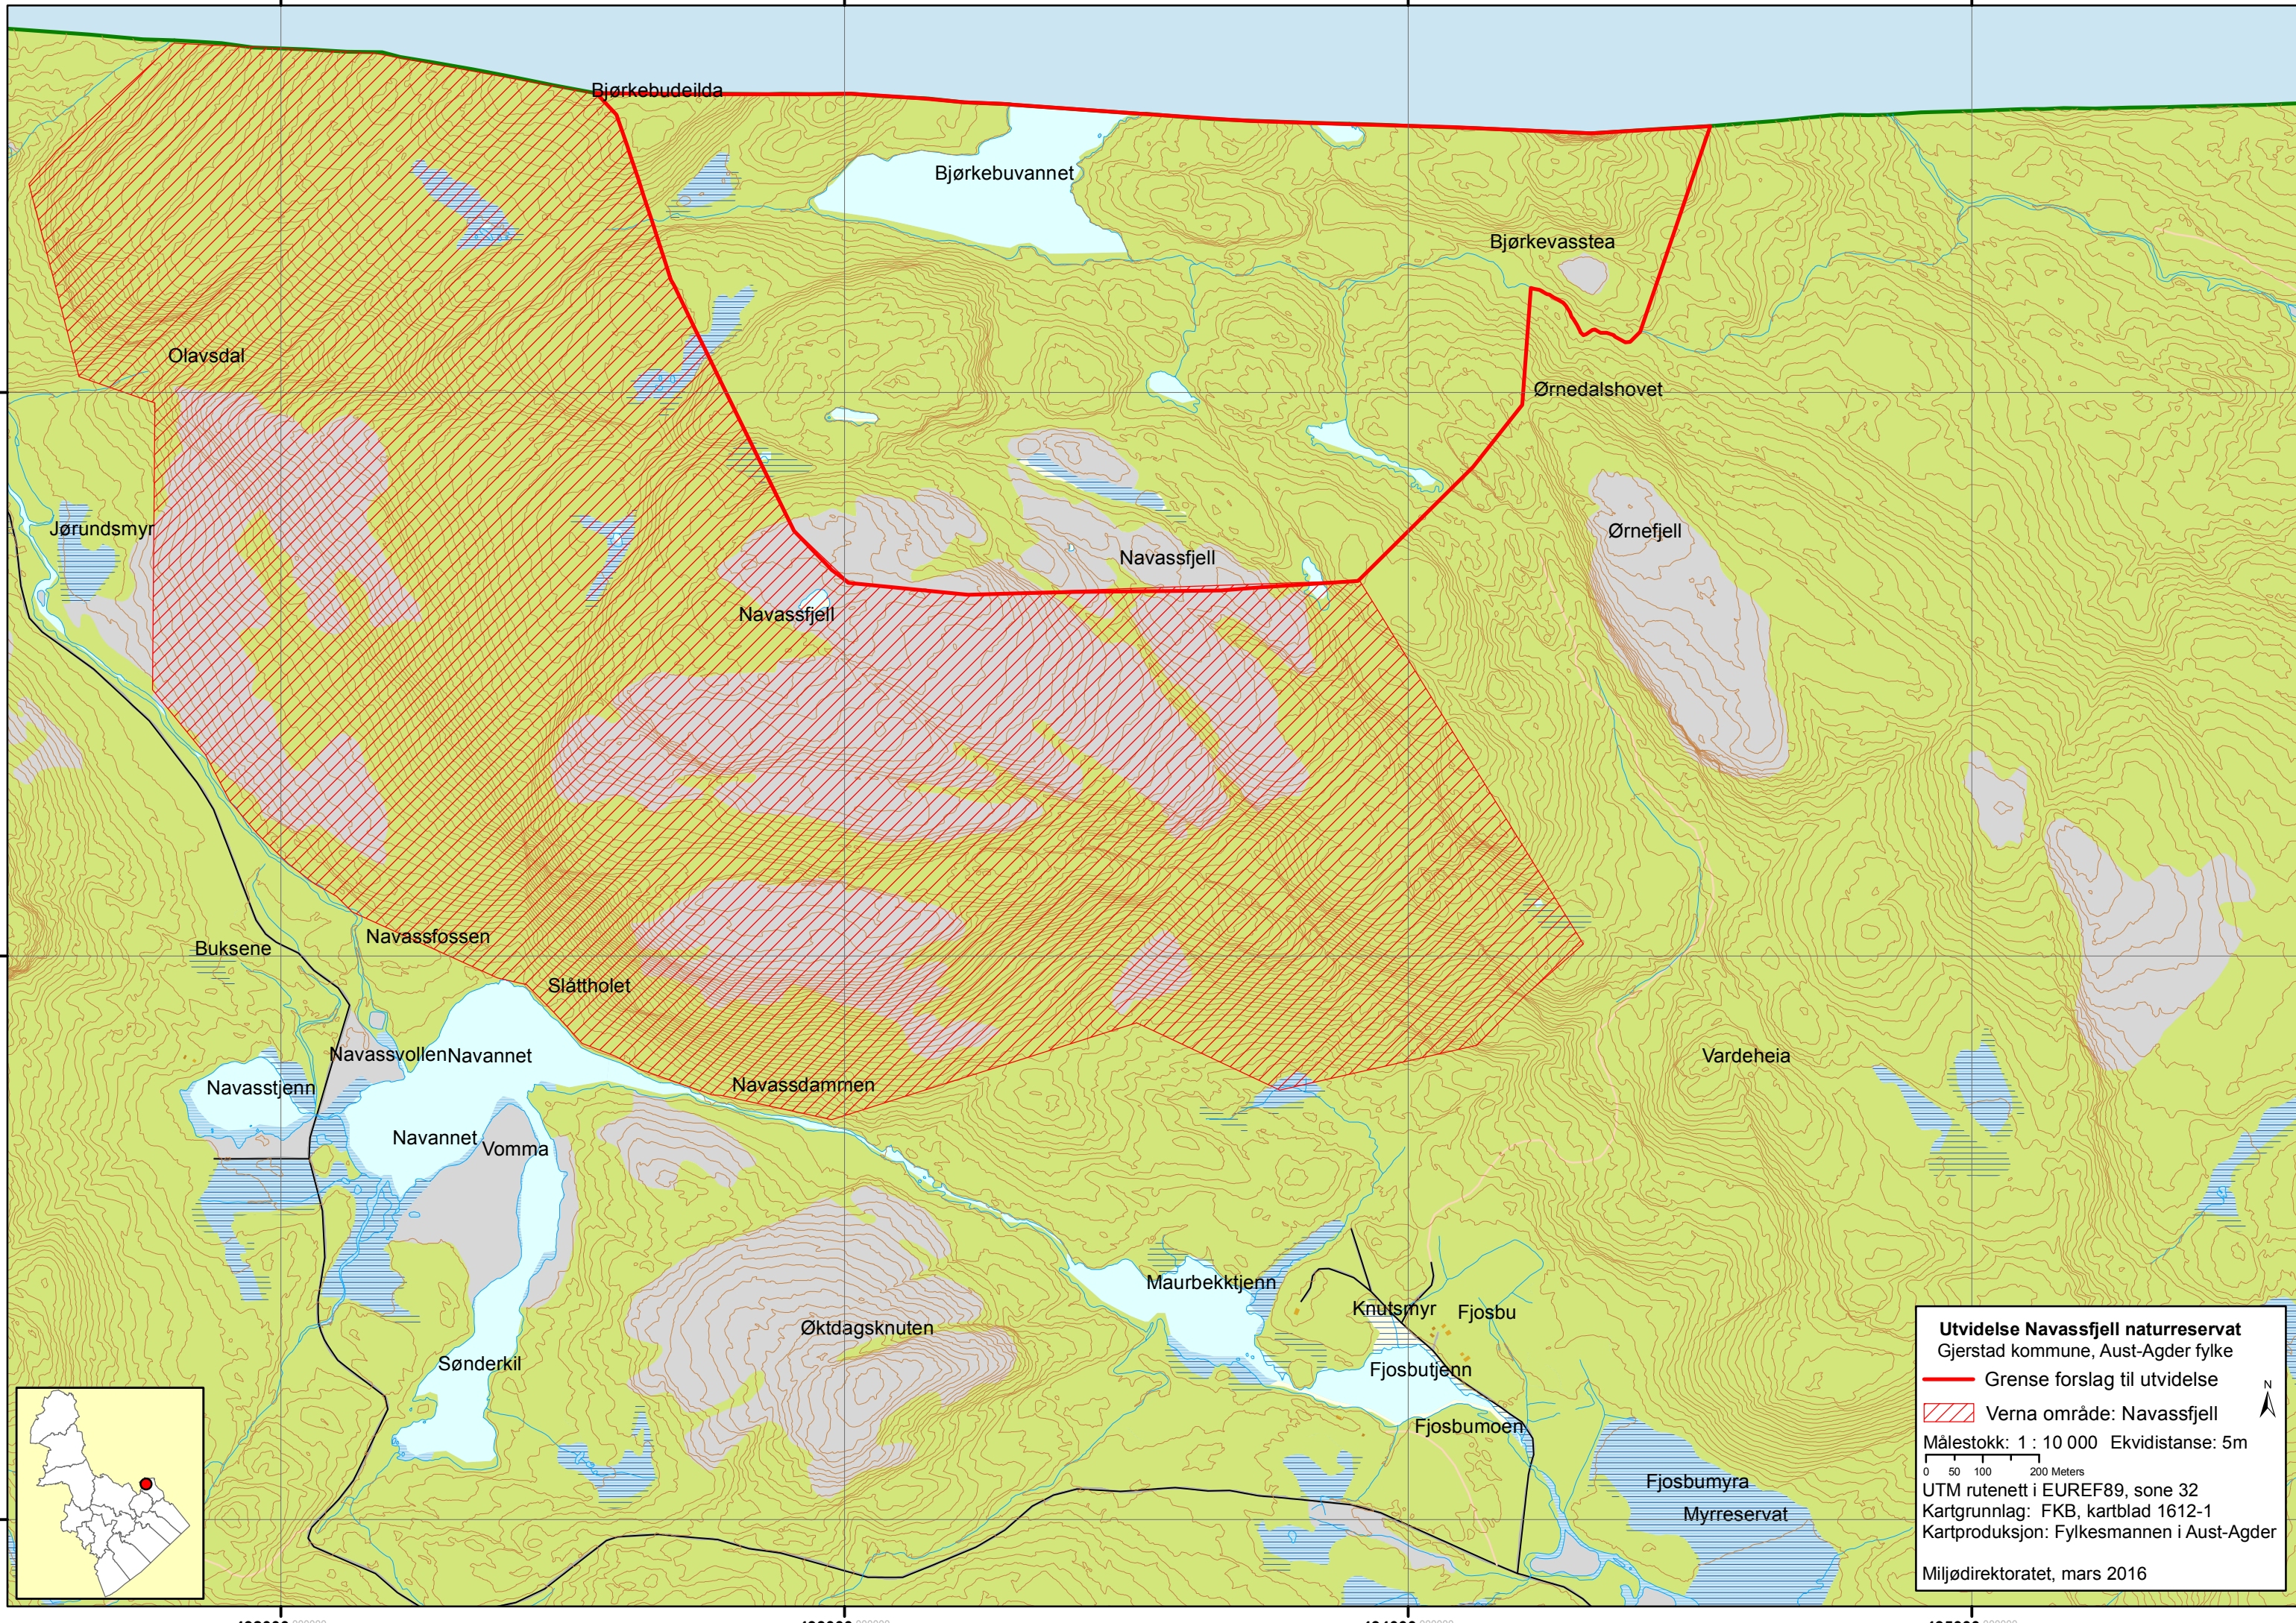 Bjørkebudeilda
Bjørkebuvannet
Bjørkevasstea
Olavsdal
Ørnedalshovet
Jørundsmyr
Ørnefjell
Navassfjell
Navassfjell
Navassfossen
Buksene
Slåttholet
Navassvollen
Navannet
Vardeheia
Navasstjenn
Navassdammen
Navannet
Vomma
Maurbekktjenn
Knutsmyr
Fjosbu
Øktdagsknuten
Sønderkil
Fjosbutjenn
Fjosbumoen
Fjosbumyra
Myrreservat
Utvidelse Navassfjell naturreservat
Gjerstad kommune, Aust-Agder fylke
Grense forslag til utvidelse
N
Verna område: Navassfjell
Målestokk: 1 : 10 000 Ekvidistanse: 5m
0 50 100 200 Meters
UTM rutenett i EUREF89, sone 32
Kartgrunnlag: FKB, kartblad 1612-1
Kartproduksjon: Fylkesmannen i Aust-Agder
Miljødirektoratet, mars 2016